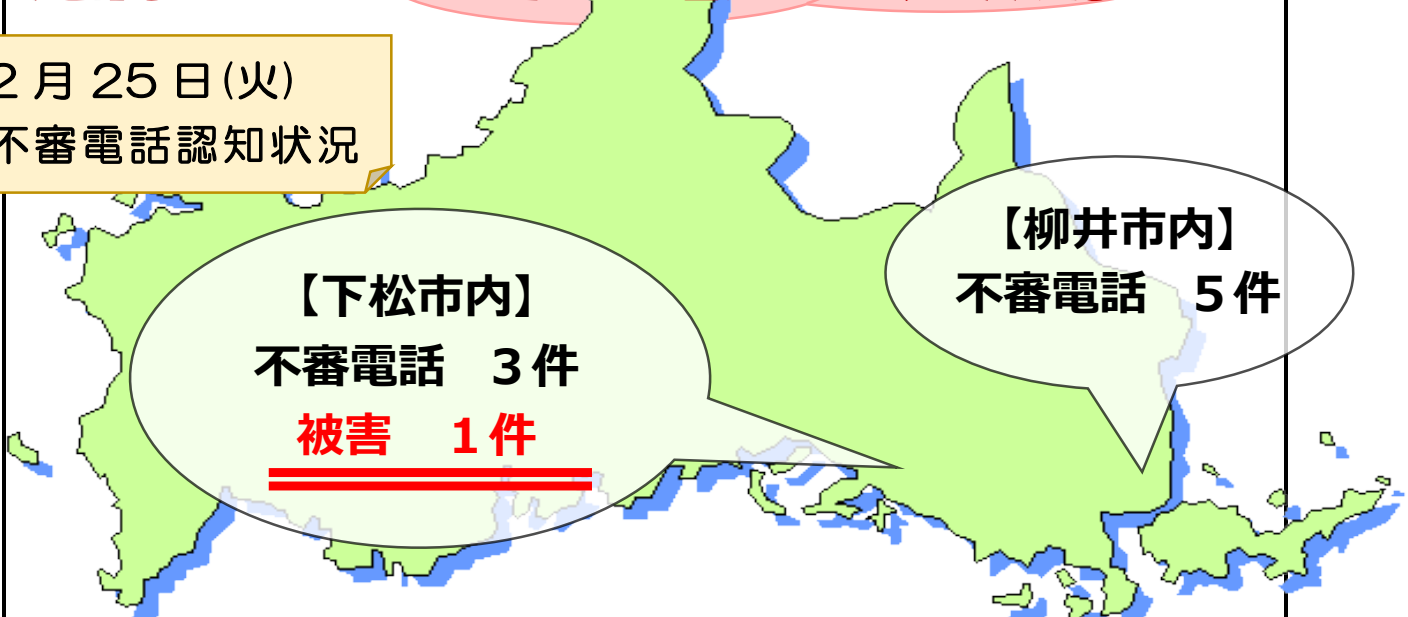 2月25日(火)
不審電話認知状況
【下松市内】
不審電話　３件
被害　１件
【柳井市内】
不審電話　５件